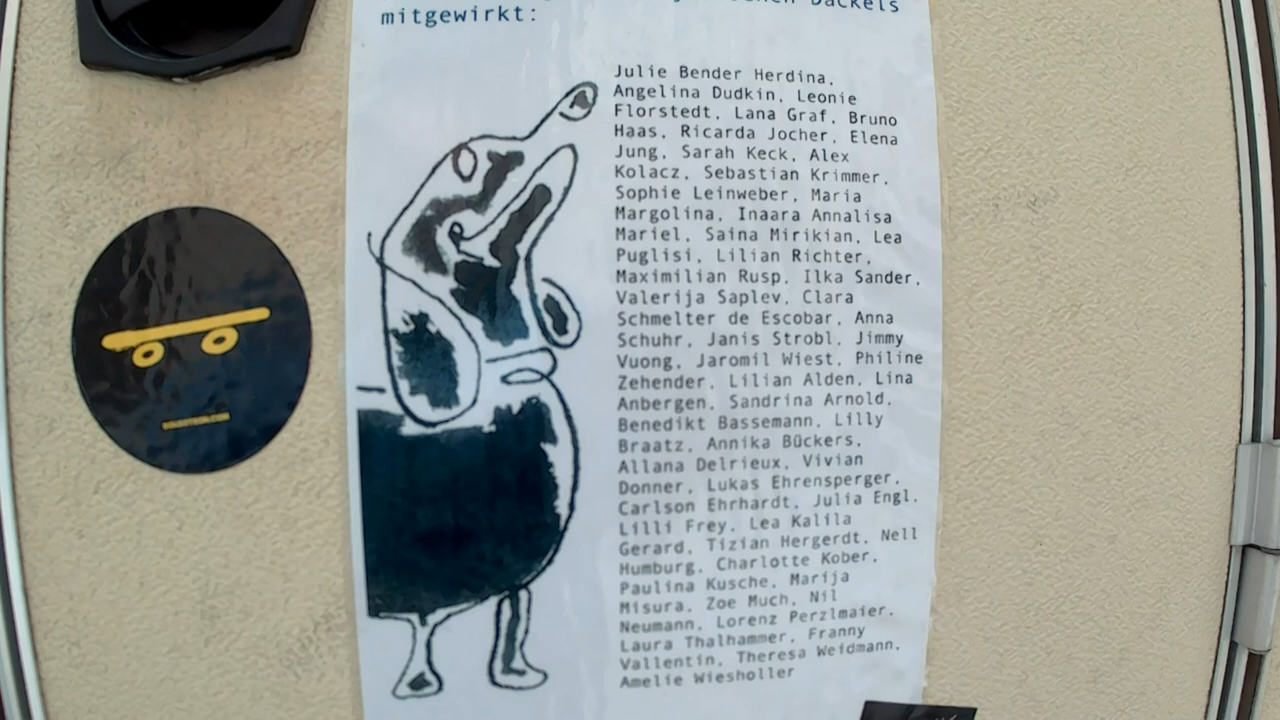 Dackels
mitgewirkt:
Julie Bender Herdina,
Angelina Dudkin, Leonie
Florstedt, Lana Graf, Bruno
Haas, Ricarda Jocher, Elena
Jung, Sarah Keck, Alex
Kolacz, Sebastian Krimmer,
Sophie Leinweber, Maria
Margolina, Inaara Annalisa
Mariel, Saina Mirikian, Lea
Puglisi, Lilian Richter,
Maximilian Rusp, Ilka Sander,
Valerija Saplev, Clara
Schmelter de Escobar, Anna
Schuhr, Janis Strobl, Jimmy
Vuong, Jaromil Wiest, Philine
Zehender, Lilian Alden, Lina
Anbergen, Sandrina Arnold,
Benedikt Bassemann, Lilly
Braatz, Annika Bückers,
Allana Delrieux, Vivian
Donner, Lukas Ehrensperger,
Carlson Ehrhardt, Julia Engl,
Lilli Frey, Lea Kalila
Gerard, Tizian Hergerdt, Nell
Humburg, Charlotte Kober,
Paulina Kusche, Marija
Misura, Zoe Much, Nil
Neumann, Lorenz Perzlmaier,
Laura Thalhammer, Franny
Vallentin, Theresa Weidmann,
Amelie Wiesholler